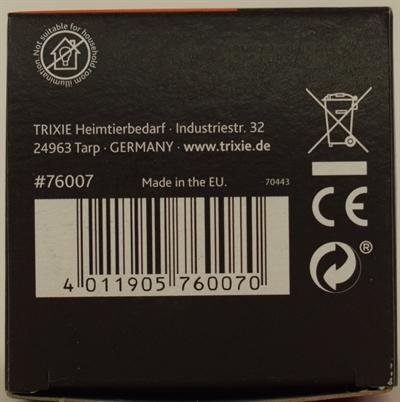 Not suitable for household
room illumination
TRIXIE Heimtierbedarf · Industriestr. 32
24963 Tarp · GERMANY · www.trixie.de
#76007 Made in the EU. 70443
CE
®
4 011905 760070